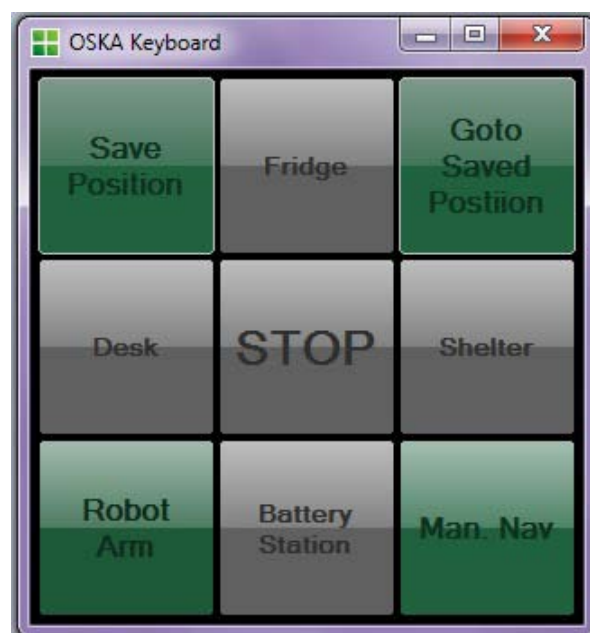 OSKA Keyboard
Save
Position
Fridge
Goto
Saved
Postiion
Desk
STOP
Shelter
Robot
Arm
Battery
Station
Man. Nav